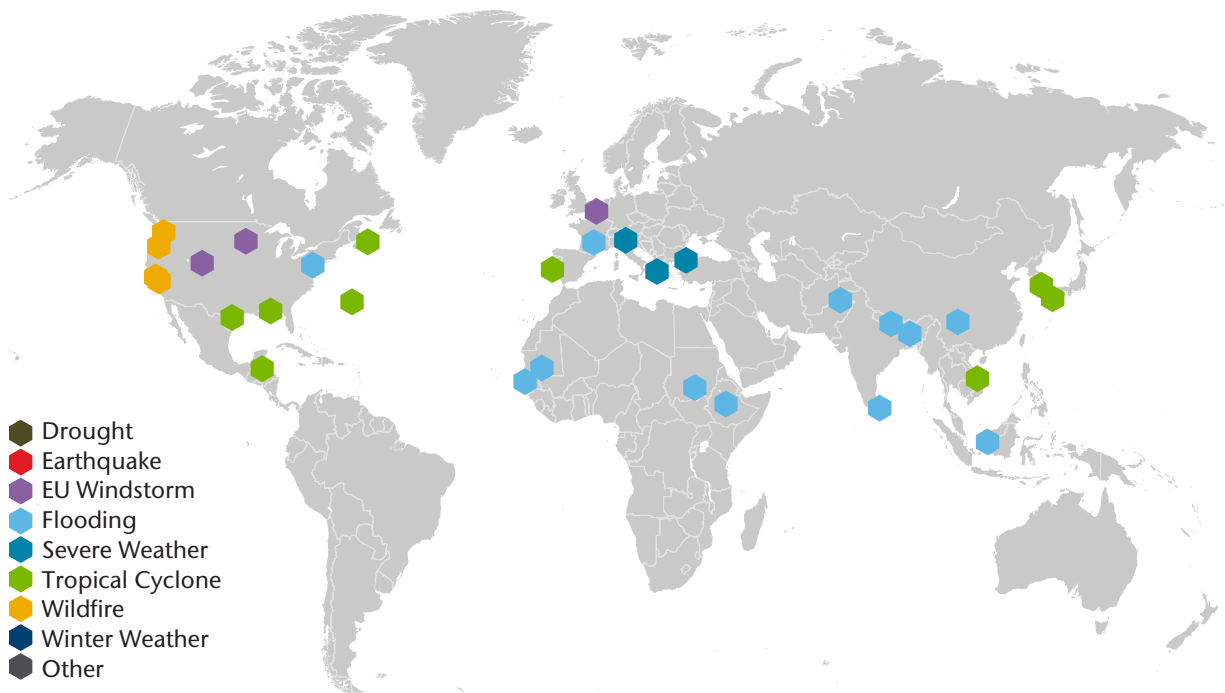 Drought
Earthquake
EU Windstorm
Flooding
Severe Weather
Tropical Cyclone
Wildfire
Winter Weather
Other